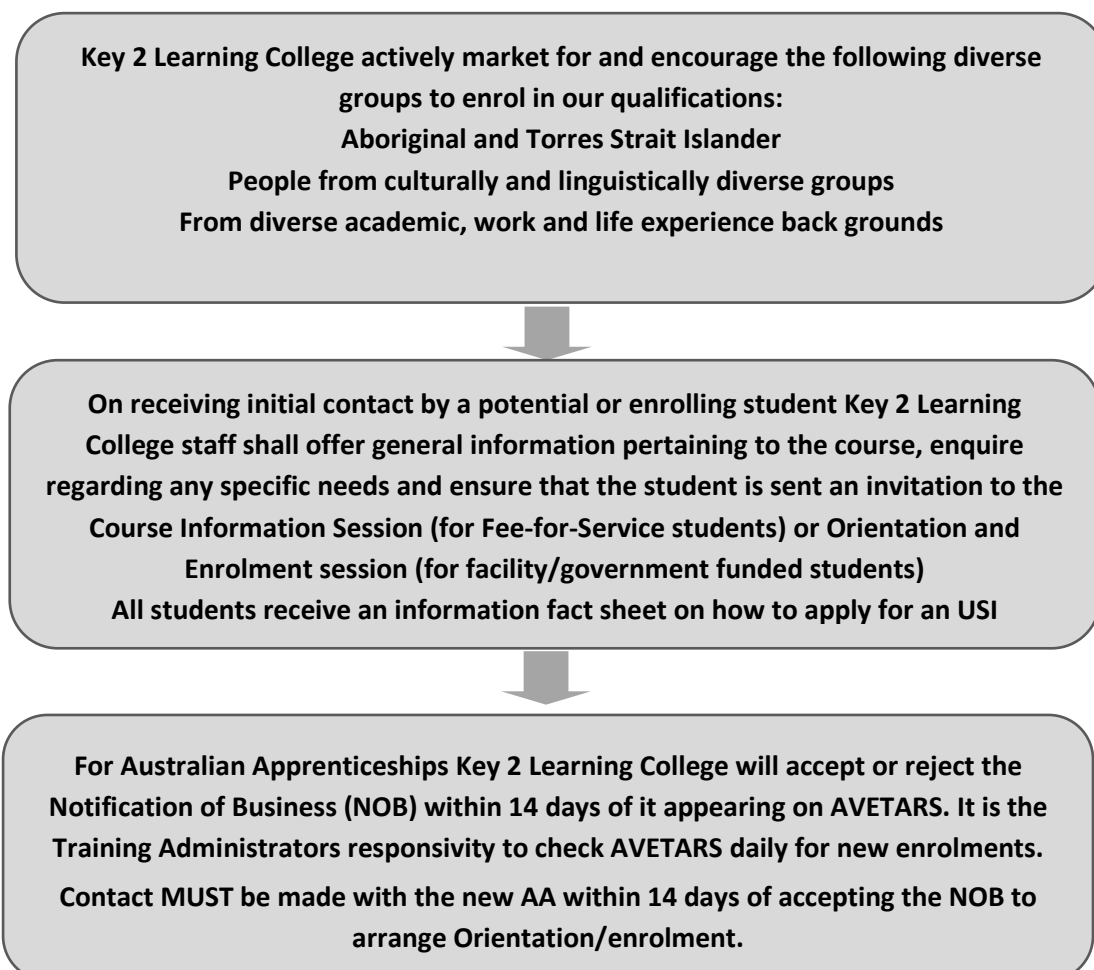 Key 2 Learning College actively market for and encourage the following diverse
groups to enrol in our qualifications:
Aboriginal and Torres Strait Islander
People from culturally and linguistically diverse groups
From diverse academic, work and life experience back grounds
On receiving initial contact by a potential or enrolling student Key 2 Learning
College staff shall offer general information pertaining to the course, enquire
regarding any specific needs and ensure that the student is sent an invitation to the
Course Information Session (for Fee-for-Service students) or Orientation and
Enrolment session (for facility/government funded students)
All students receive an information fact sheet on how to apply for an USI
For Australian Apprenticeships Key 2 Learning College will accept or reject the
Notification of Business (NOB) within 14 days of it appearing on AVETARS. It is the
Training Administrators responsivity to check AVETARS daily for new enrolments.
Contact MUST be made with the new AA within 14 days of accepting the NOB to
arrange Orientation/enrolment.